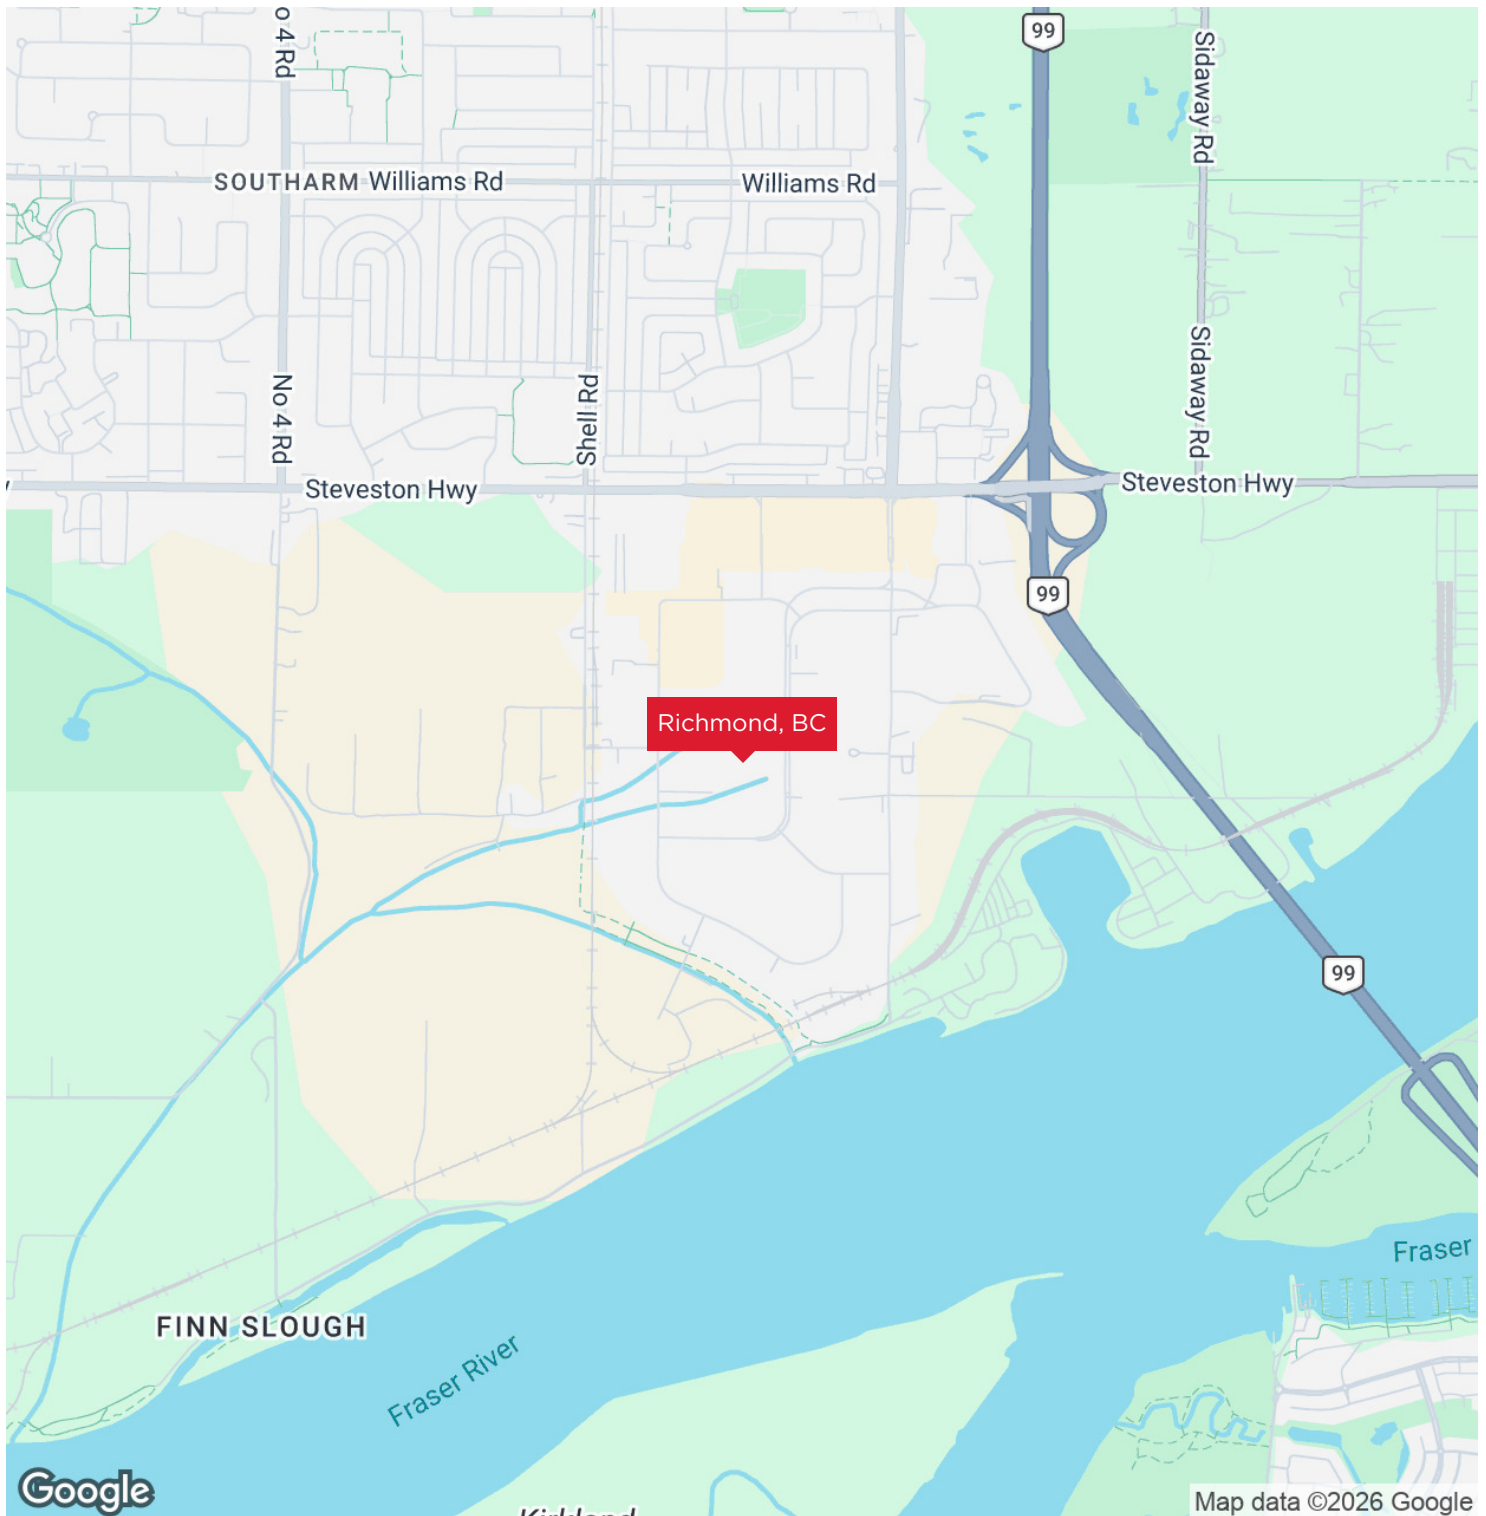 99
o 4 Rd
Sidaway Rd
SOUTHARM
Williams Rd
Williams Rd
Sidaway Rd
No 4 Rd
Shell Rd
Steveston Hwy
Steveston Hwy
99
Richmond, BC
99
Fraser
FINN SLOUGH
Fraser River
Google
Kirkland
Map data ©2026 Google